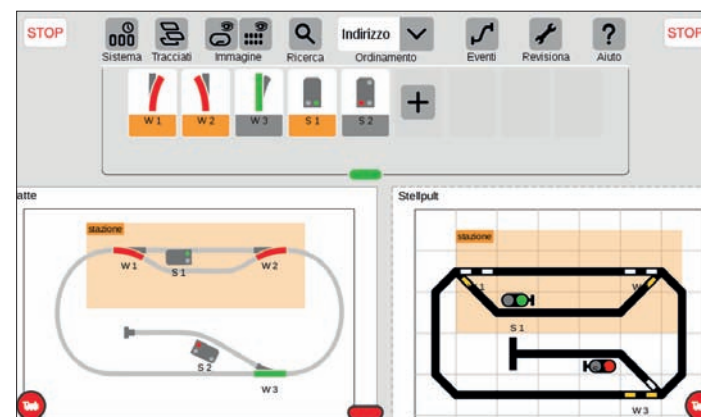 STOP
Sistema Tracciati Immagine Ricerca
Indirizzo
Ordinamento
Eventi Revisiona Aiuto
STOP
W 1 W 2 W 3 S 1 S 2
atte
stazione
W 1
S 1
W 2
S 2
W 3
Stellpult
stazione
S 1
W 3